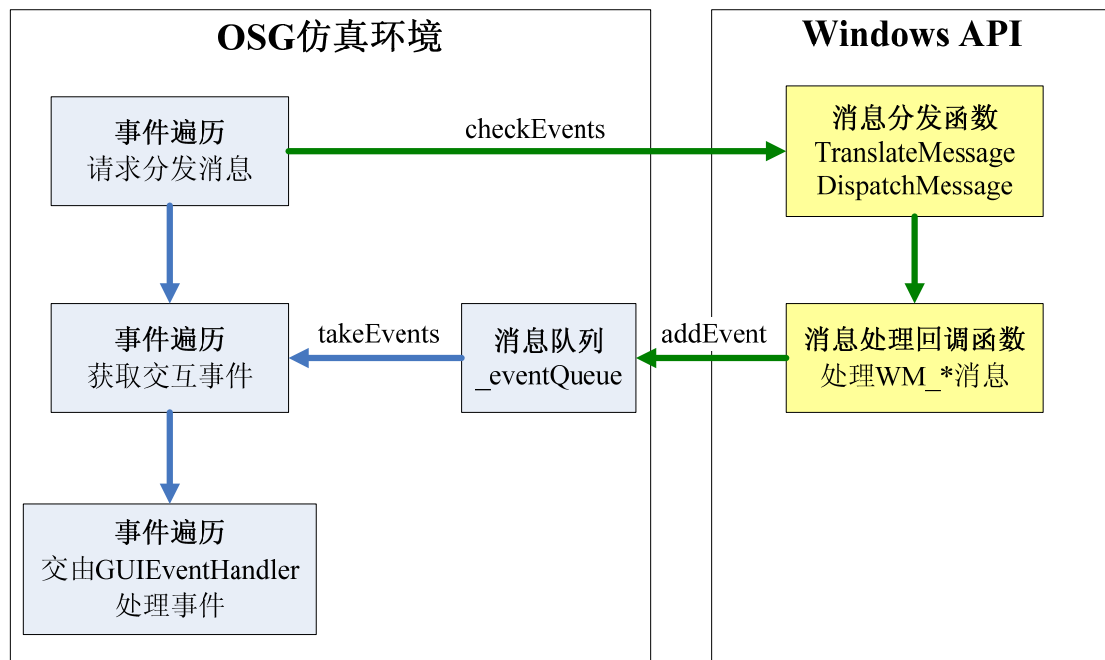 OSG仿真环境
Windows API
事件遍历
请求分发消息
checkEvents
消息分发函数
TranslateMessage
DispatchMessage
事件遍历
获取交互事件
takeEvents
消息队列
_eventQueue
addEvent
消息处理回调函数
处理WM_*消息
事件遍历
交由GUIEventHandler
处理事件